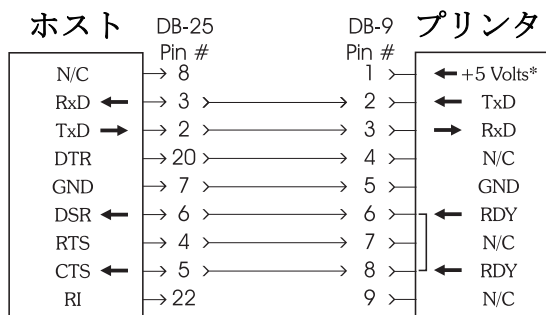 ホスト DB-25 DB-9 プリンタ
Pin # Pin #
N/C 8 1 +5 Volts*
RxD 3 2 TxD
TxD 2 3 RxD
DTR 20 4 N/C
GND 7 5 GND
DSR 6 6 RDY
RTS 4 7 N/C
CTS 5 8 RDY
RI 22 9 N/C